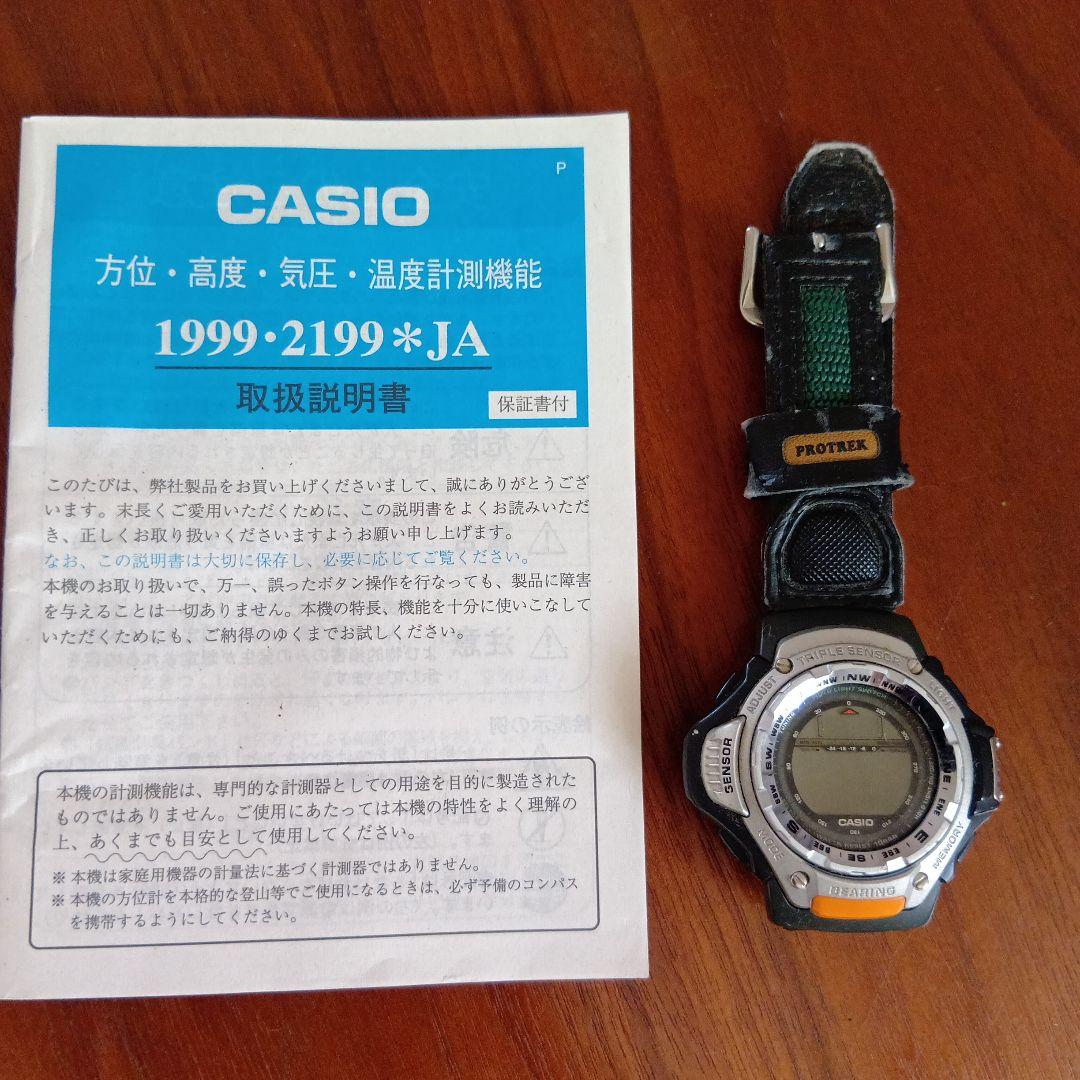 P
CASIO
方位・高度・気圧・温度計測機能
1999・2199＊JA
取扱説明書
保証書付
このたびは、弊社製品をお買い上げくださいまして、誠にありがとうござ
います。末長くご愛用いただくために、この説明書をよくお読みいただ
き、正しくお取り扱いくださいますようお願い申し上げます。
なお、この説明書は大切に保存し、必要に応じてご覧ください。
本機のお取り扱いで、万一、誤ったボタン操作を行なっても、製品に障害
を与えることは一切ありません。本機の特長、機能を十分に使いこなして
いただくためにも、ご納得のゆくまでお試しください。
本機の計測機能は、専門的な計測器としての用途を目的に製造された
ものではありません。ご使用にあたっては本機の特性をよく理解の
上、あくまでも目安として使用してください。
※ 本機は家庭用機器の計量法に基づく計測器ではありません。
※ 本機の方位計を本格的な登山等でご使用になるときは、必ず予備のコンパス
を携帯するようにしてください。
PROTREK
TRIPLE SENSOR
ADJUST
LIGHT
SENSOR
MODE
MEMORY
BEARING
NW
NNW
NE
ENE
E
ESE
SE
SSE
S
SSW
SW
WSW
CASIO